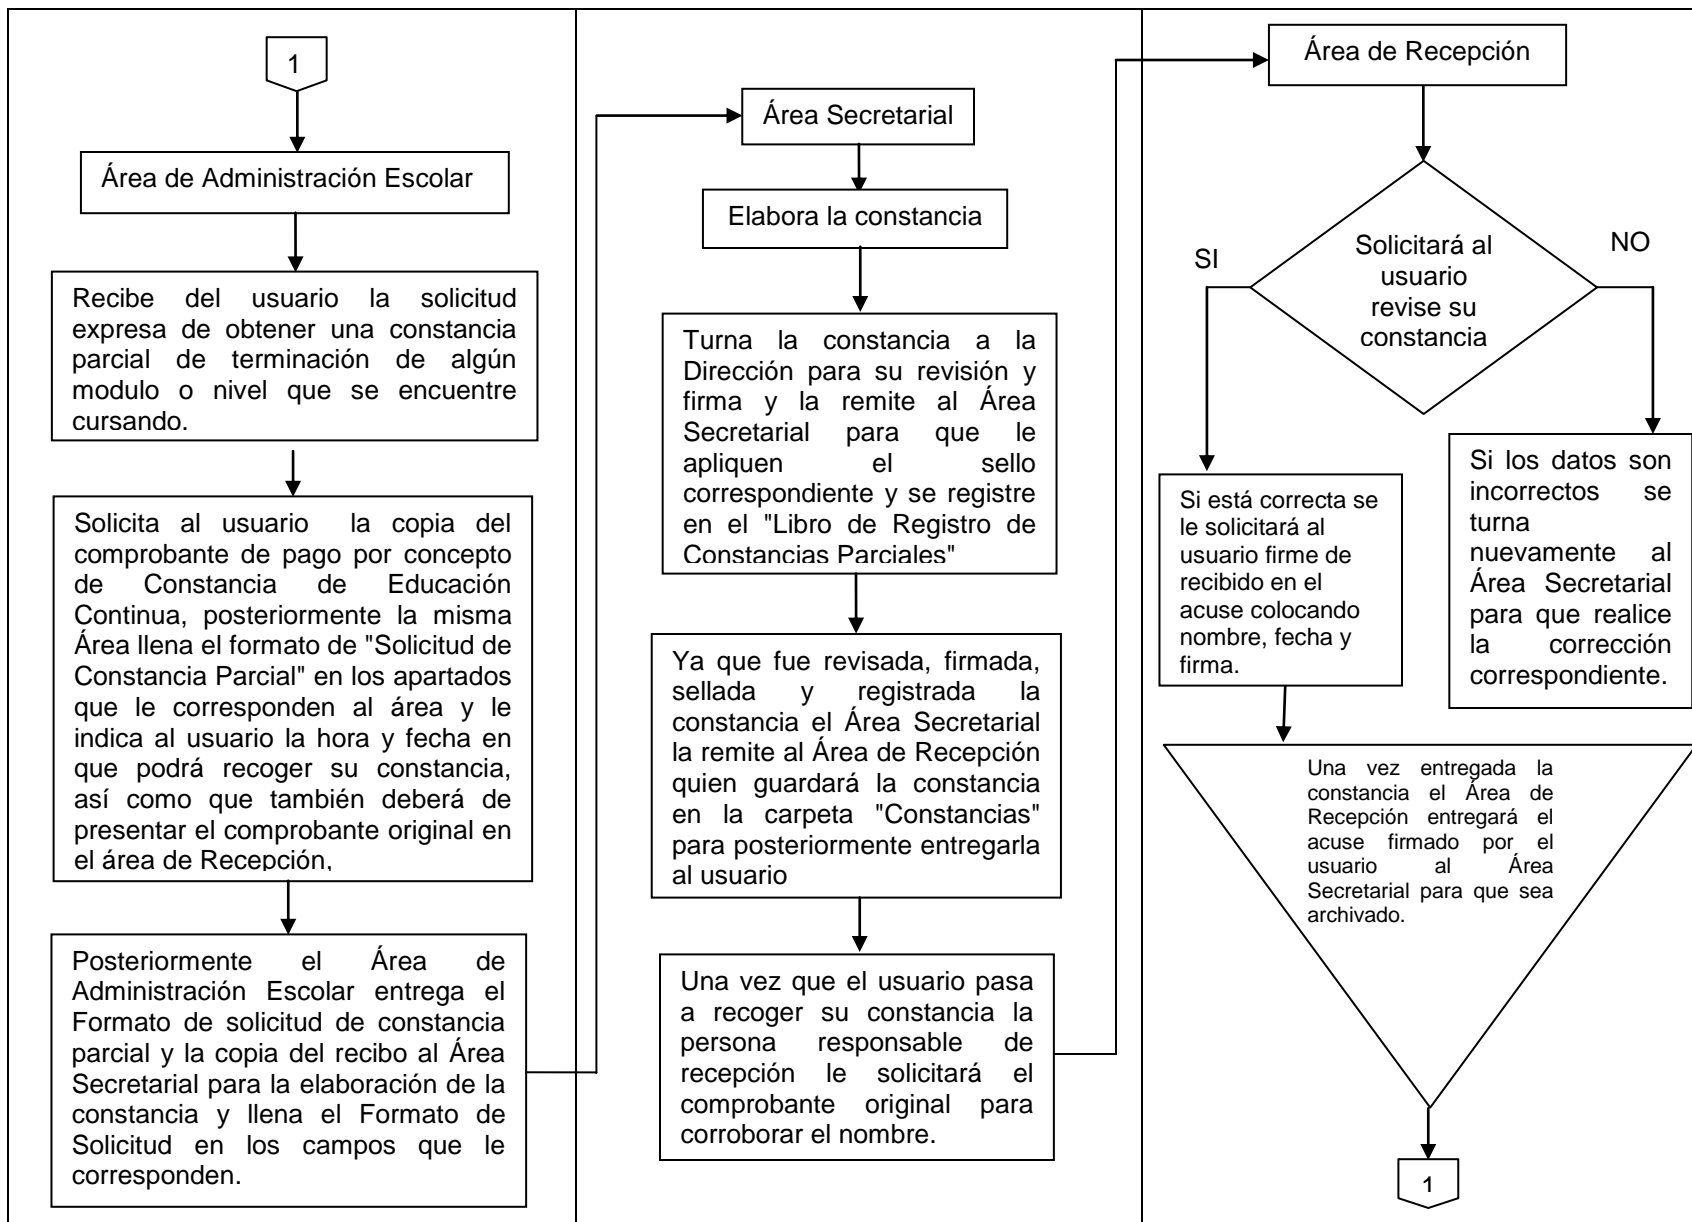 1
Área de Administración Escolar
Recibe del usuario la solicitud
expresa de obtener una constancia
parcial de terminación de algún
modulo o nivel que se encuentre
cursando.
Solicita al usuario la copia del
comprobante de pago por concepto
de Constancia de Educación
Continua, posteriormente la misma
Área llena el formato de "Solicitud de
Constancia Parcial" en los apartados
que le corresponden al área y le
indica al usuario la hora y fecha en
que podrá recoger su constancia,
así como que también deberá de
presentar el comprobante original en
el área de Recepción,
Posteriormente el Área de
Administración Escolar entrega el
Formato de solicitud de constancia
parcial y la copia del recibo al Área
Secretarial para la elaboración de la
constancia y llena el Formato de
Solicitud en los campos que le
corresponden.
Área Secretarial
Elabora la constancia
Turna la constancia a la
Dirección para su revisión y
firma y la remite al Área
Secretarial para que le
apliquen el sello
correspondiente y se registre
en el "Libro de Registro de
Constancias Parciales"
Ya que fue revisada, firmada,
sellada y registrada la
constancia el Área Secretarial
la remite al Área de Recepción
quien guardará la constancia
en la carpeta "Constancias"
para posteriormente entregarla
al usuario
Una vez que el usuario pasa
a recoger su constancia la
persona responsable de
recepción le solicitará el
comprobante original para
corroborar el nombre.
Área de Recepción
Solicitará al
usuario
revise su
constancia
SI
NO
Si está correcta se
le solicitará al
usuario firme de
recibido en el
acuse colocando
nombre, fecha y
firma.
Si los datos son
incorrectos se
turna
nuevamente al
Área Secretarial
para que realice
la corrección
correspondiente.
Una vez entregada la
constancia el Área de
Recepción entregará el
acuse firmado por el
usuario al Área
Secretarial para que sea
archivado.
1